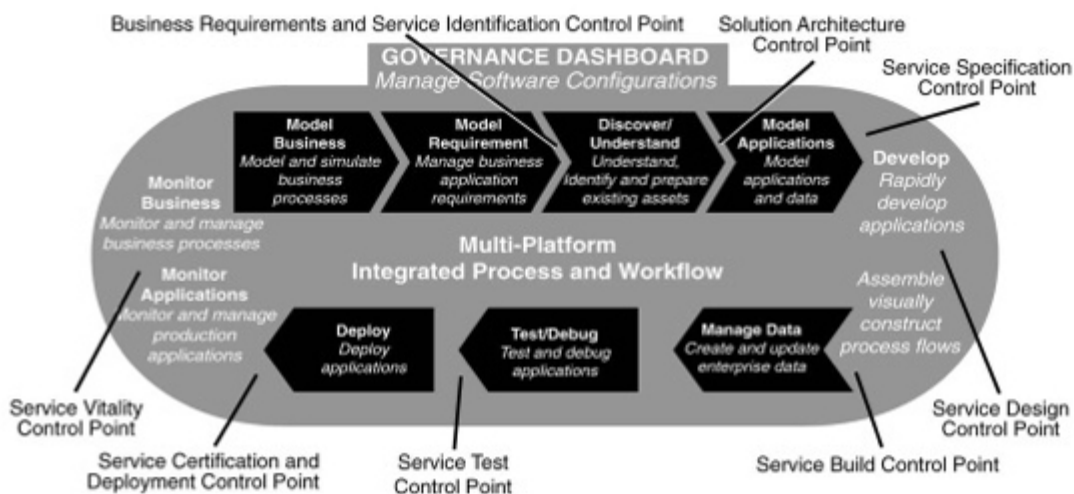 Business Requirements and Service Identification Control Point
Solution Architecture
Control Point
GOVERNANCE DASHBOARD
Manage Software Configurations
Service Specification
Control Point
Model
Business
Model and simulate
business
processes
Model
Requirement
Manage business
application
requirements
Discover/
Understand
Understand,
Identify and prepare
existing assets
Model
Applications
Model
applications
and data
Develop
Rapidly
develop
applications
Monitor
Business
Monitor and manage
business processes
Multi-Platform
Integrated Process and Workflow
Monitor
Applications
Monitor and manage
production
applications
Deploy
Deploy
applications
Test/Debug
Test and debug
applications
Manage Data
Create and update
enterprise data
Assemble
visually
construct
process flows
Service Vitality
Control Point
Service Certification and
Deployment Control Point
Service Test
Control Point
Service Build Control Point
Service Design
Control Point